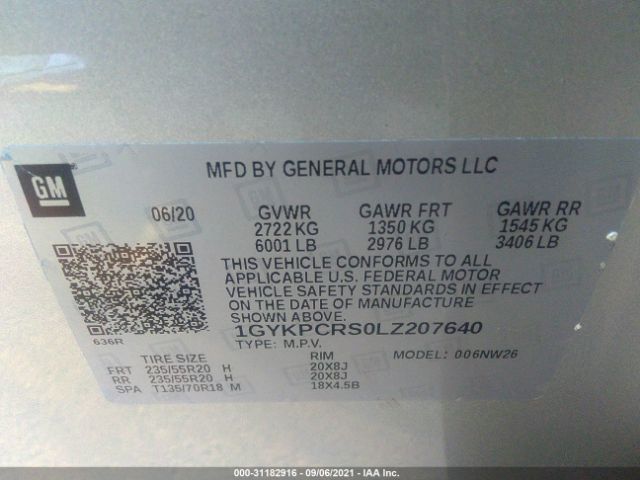 GM
MFD BY GENERAL MOTORS LLC
06/20 GVWR GAWR FRT GAWR RR
2722 KG 1350 KG 1545 KG
6001 LB 2976 LB 3406 LB
THIS VEHICLE CONFORMS TO ALL
APPLICABLE U.S. FEDERAL MOTOR
VEHICLE SAFETY STANDARDS IN EFFECT
ON THE DATE OF MANUFACTURE
SHOWN ABOVE.
1GYKPCRS0LZ207640
636R
TYPE: M.P.V. MODEL: 006NW26
TIRE SIZE RIM
FRT 235/55R20 H 20X8J
RR 235/55R20 H 20X8J
SPA T135/70R18 M 18X4.5B
000-31182916 - 09/06/2021 - IAA Inc.